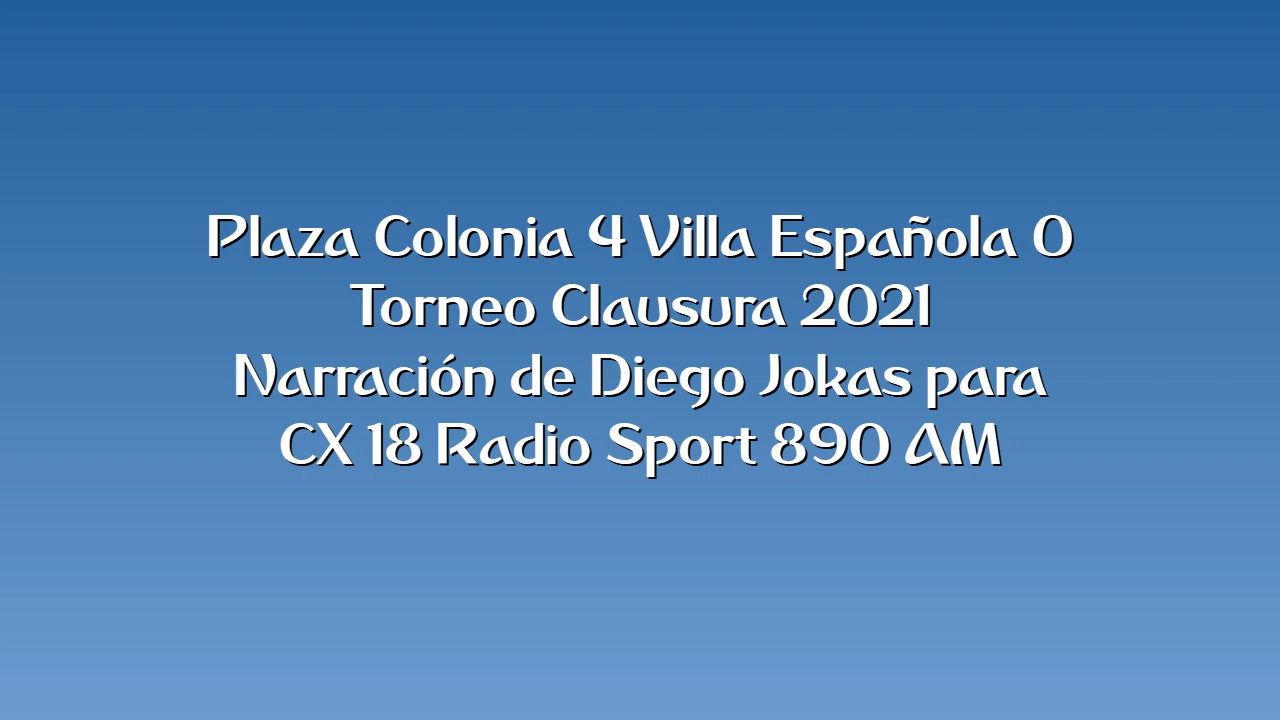 Plaza Colonia 4 Villa Española 0
Torneo Clausura 2021
Narración de Diego Jokas para
CX 18 Radio Sport 890 AM